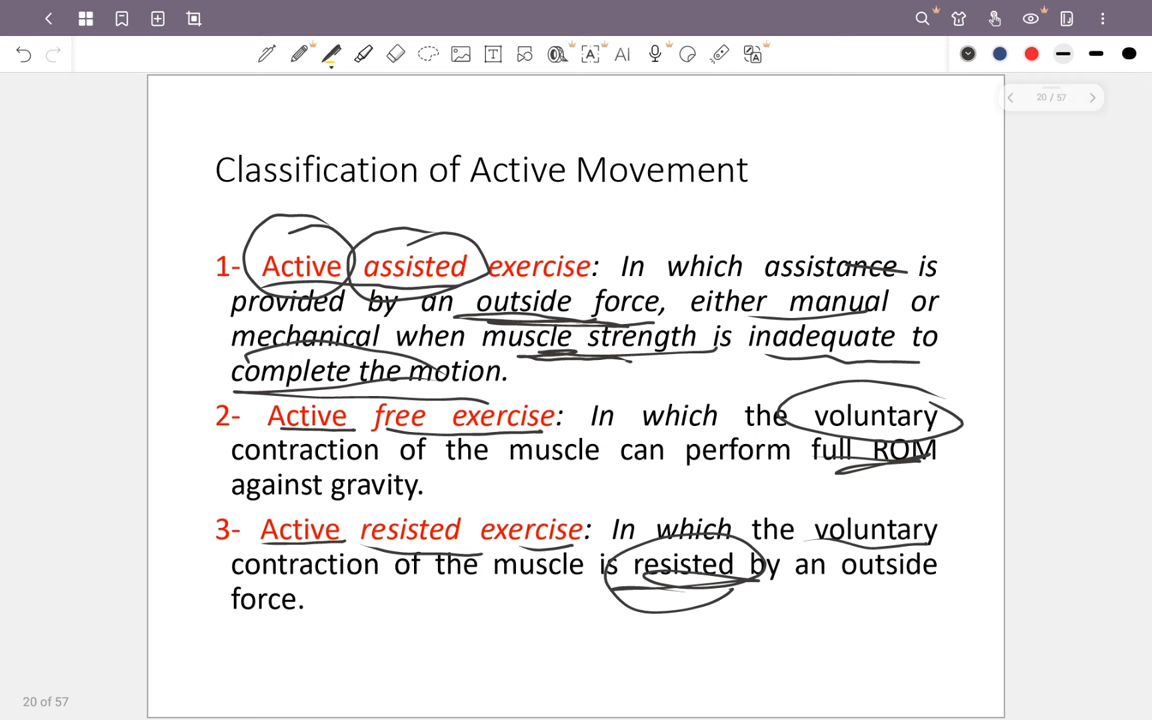 AI
20 / 57
Classification of Active Movement
1- Active assisted exercise: In which assistance is
provided by an outside force, either manual or
mechanical when muscle strength is inadequate to
complete the motion.
2- Active free exercise: In which the voluntary
contraction of the muscle can perform full ROM
against gravity.
3- Active resisted exercise: In which the voluntary
contraction of the muscle is resisted by an outside
force.
20 of 57